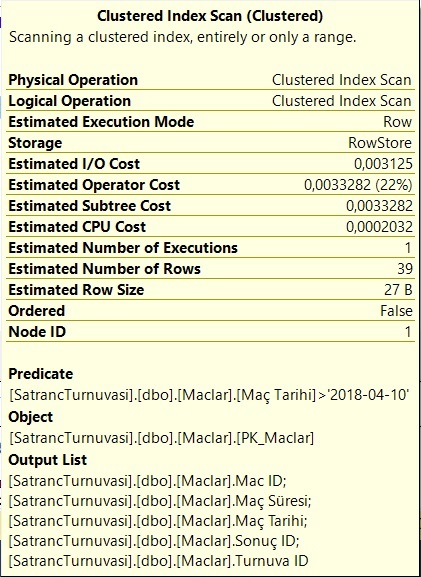 Clustered Index Scan (Clustered)
Scanning a clustered index, entirely or only a range.
Physical Operation Clustered Index Scan
Logical Operation Clustered Index Scan
Estimated Execution Mode Row
Storage RowStore
Estimated I/O Cost 0,003125
Estimated Operator Cost 0,0033282 (22%)
Estimated Subtree Cost 0,0033282
Estimated CPU Cost 0,0002032
Estimated Number of Executions 1
Estimated Number of Rows 39
Estimated Row Size 27 B
Ordered False
Node ID 1
Predicate
[SatrancTurnuvasi].[dbo].[Maclar].[Maç Tarihi]>'2018-04-10'
Object
[SatrancTurnuvasi].[dbo].[Maclar].[PK_Maclar]
Output List
[SatrancTurnuvasi].[dbo].[Maclar].Mac ID;
[SatrancTurnuvasi].[dbo].[Maclar].Maç Süresi;
[SatrancTurnuvasi].[dbo].[Maclar].Maç Tarihi;
[SatrancTurnuvasi].[dbo].[Maclar].Sonuç ID;
[SatrancTurnuvasi].[dbo].[Maclar].Turnuva ID